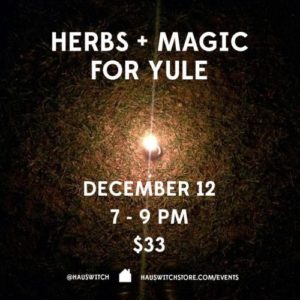 HERBS + MAGIC
FOR YULE
DECEMBER 12
7 - 9 PM
$33
@HAUSWITCH HAUSWITCHSTORE.COM/EVENTS